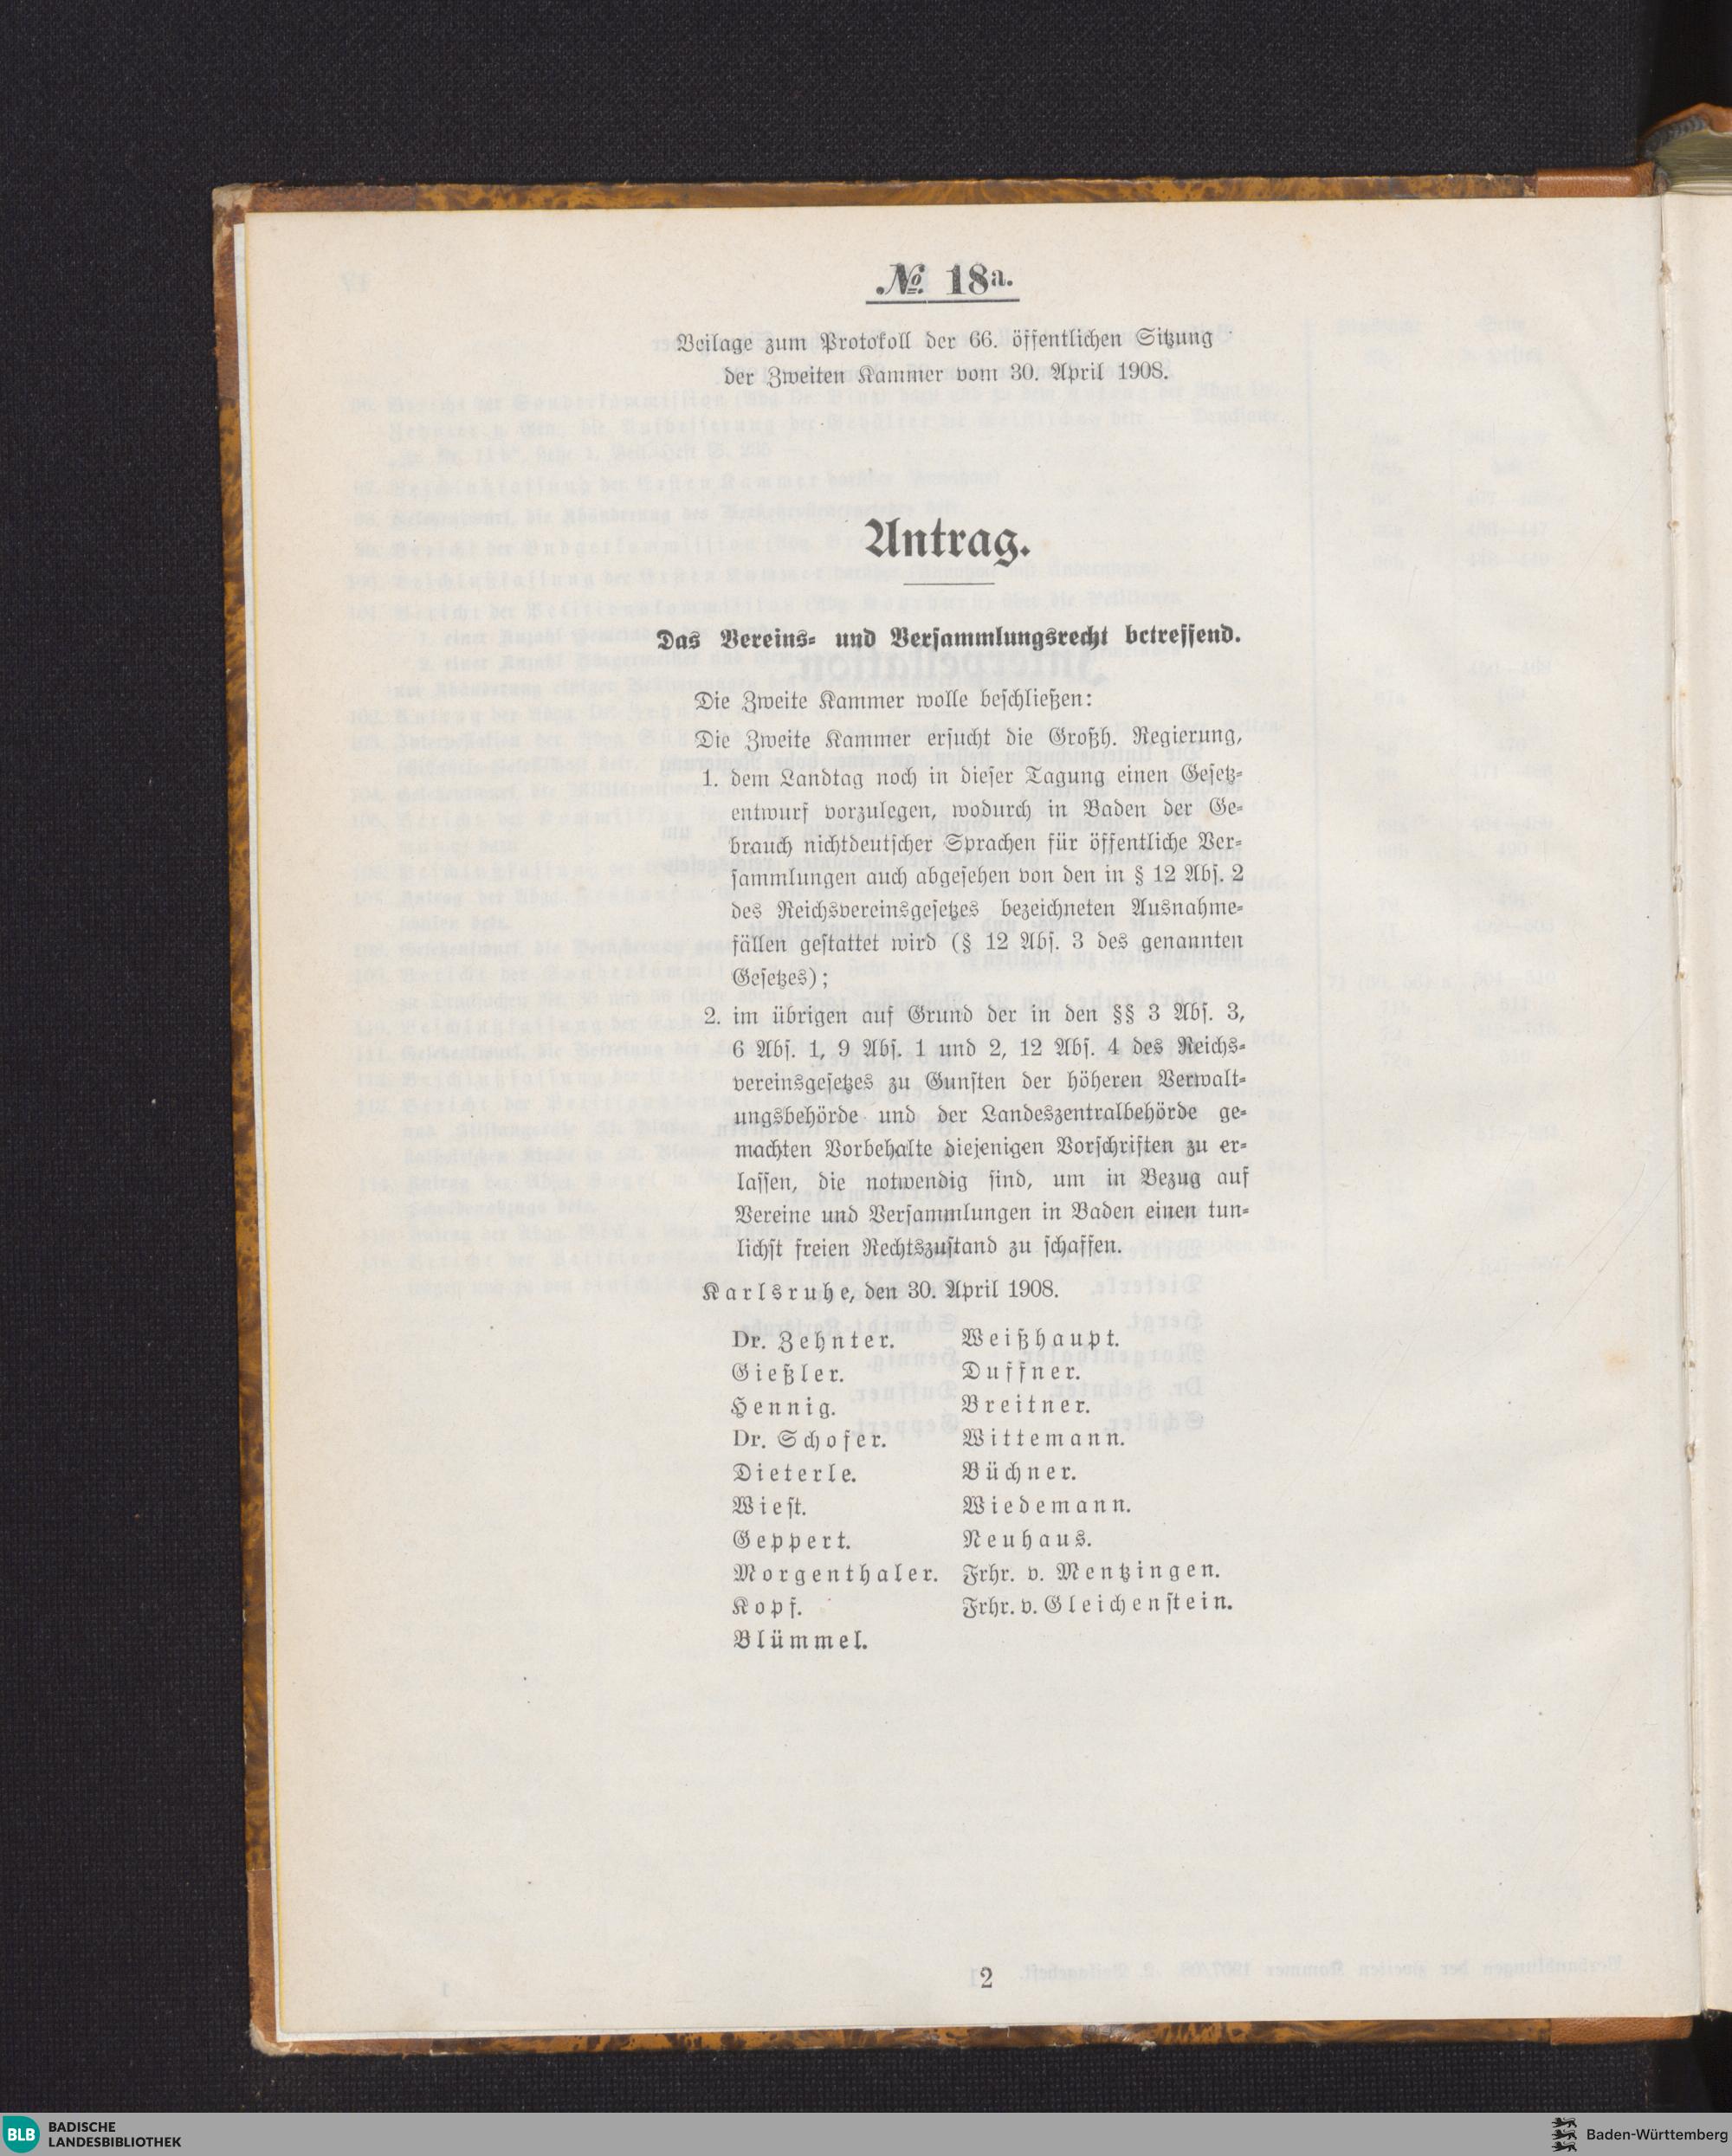 № 18a.
Beilage zum Protokoll der 66. öffentlichen Sitzung
der Zweiten Kammer vom 30. April 1908.
Antrag.
Das Vereins- und Versammlungsrecht betreffend.
Die Zweite Kammer wolle beschließen:
Die Zweite Kammer ersucht die Großh. Regierung,
1. dem Landtag noch in dieser Tagung einen Gesetz-
entwurf vorzulegen, wodurch in Baden der Ge-
brauch nichtdeutscher Sprachen für öffentliche Ver-
sammlungen auch abgesehen von den in § 12 Abs. 2
des Reichsvereinsgesetzes bezeichneten Ausnahme-
fällen gestattet wird (§ 12 Abs. 3 des genannten
Gesetzes);
2. im übrigen auf Grund der in den §§ 3 Abs. 3,
6 Abs. 1, 9 Abs. 1 und 2, 12 Abs. 4 des Reichs-
vereinsgesetzes zu Gunsten der höheren Verwalt-
ungsbehörde und der Landeszentralbehörde ge-
machten Vorbehalte diejenigen Vorschriften zu er-
lassen, die notwendig sind, um in Bezug auf
Vereine und Versammlungen in Baden einen tun-
lichst freien Rechtszustand zu schaffen.
Karlsruhe, den 30. April 1908.
Dr. Zehnter. Weißhaupt.
Gießler. Duffner.
Hennig. Breitner.
Dr. Schofer. Wittemann.
Dieterle. Büchner.
Wiest. Wiedemann.
Geppert. Neuhaus.
Morgenthaler. Frhr. v. Mentzingen.
Kopf. Frhr. v. Gleichenstein.
Blümmel.
2
BLB BADISCHE
LANDESBIBLIOTHEK
Baden-Württemberg